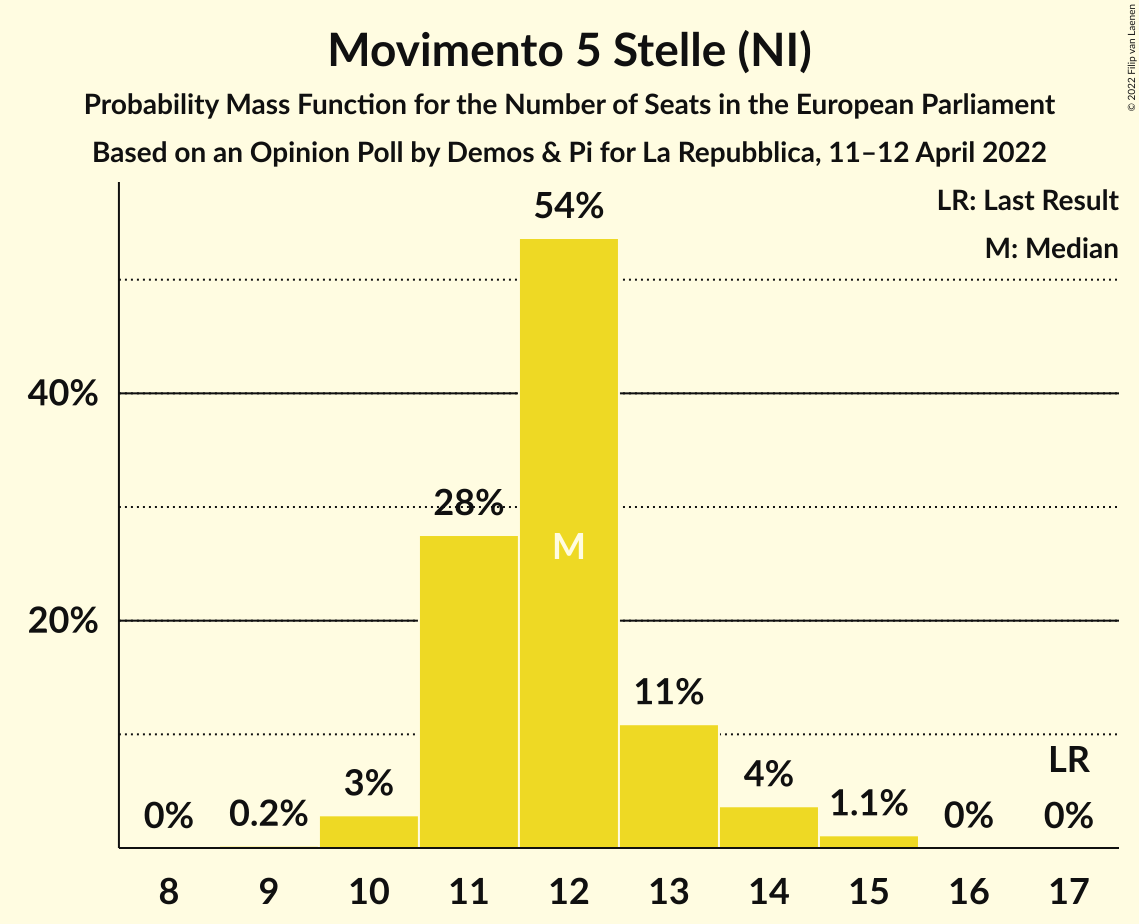 Movimento 5 Stelle (NI)
Probability Mass Function for the Number of Seats in the European Parliament
Based on an Opinion Poll by Demos & Pi for La Repubblica, 11–12 April 2022
© 2022 Filip van Laenen
LR: Last Result
M: Median
54%
40%
28%
M
20%
11%
LR
3%
4%
0%
0.2%
1.1%
0%
0%
8 9 10 11 12 13 14 15 16 17